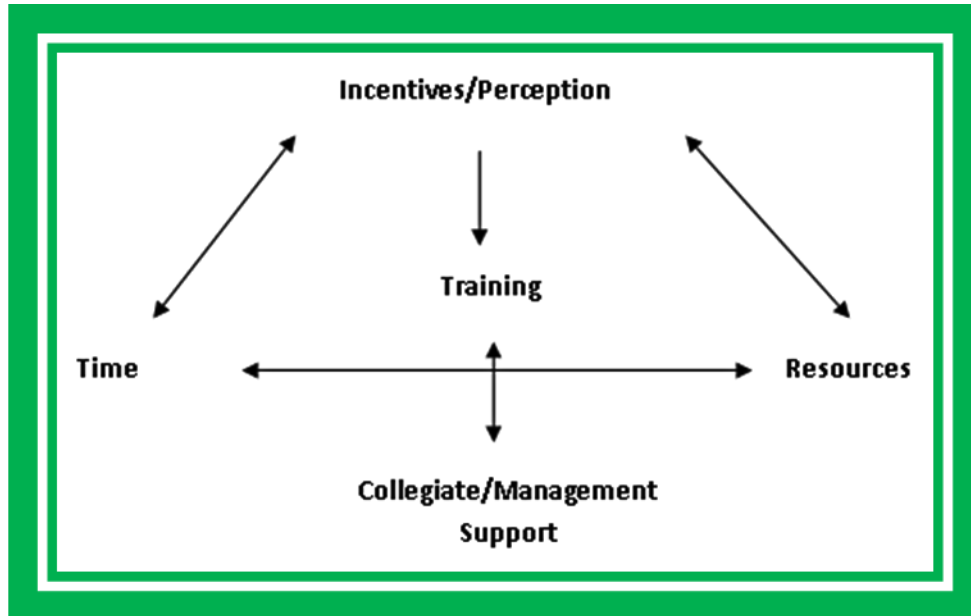 Incentives/Perception
Training
Time
Resources
Collegiate/Management
Support